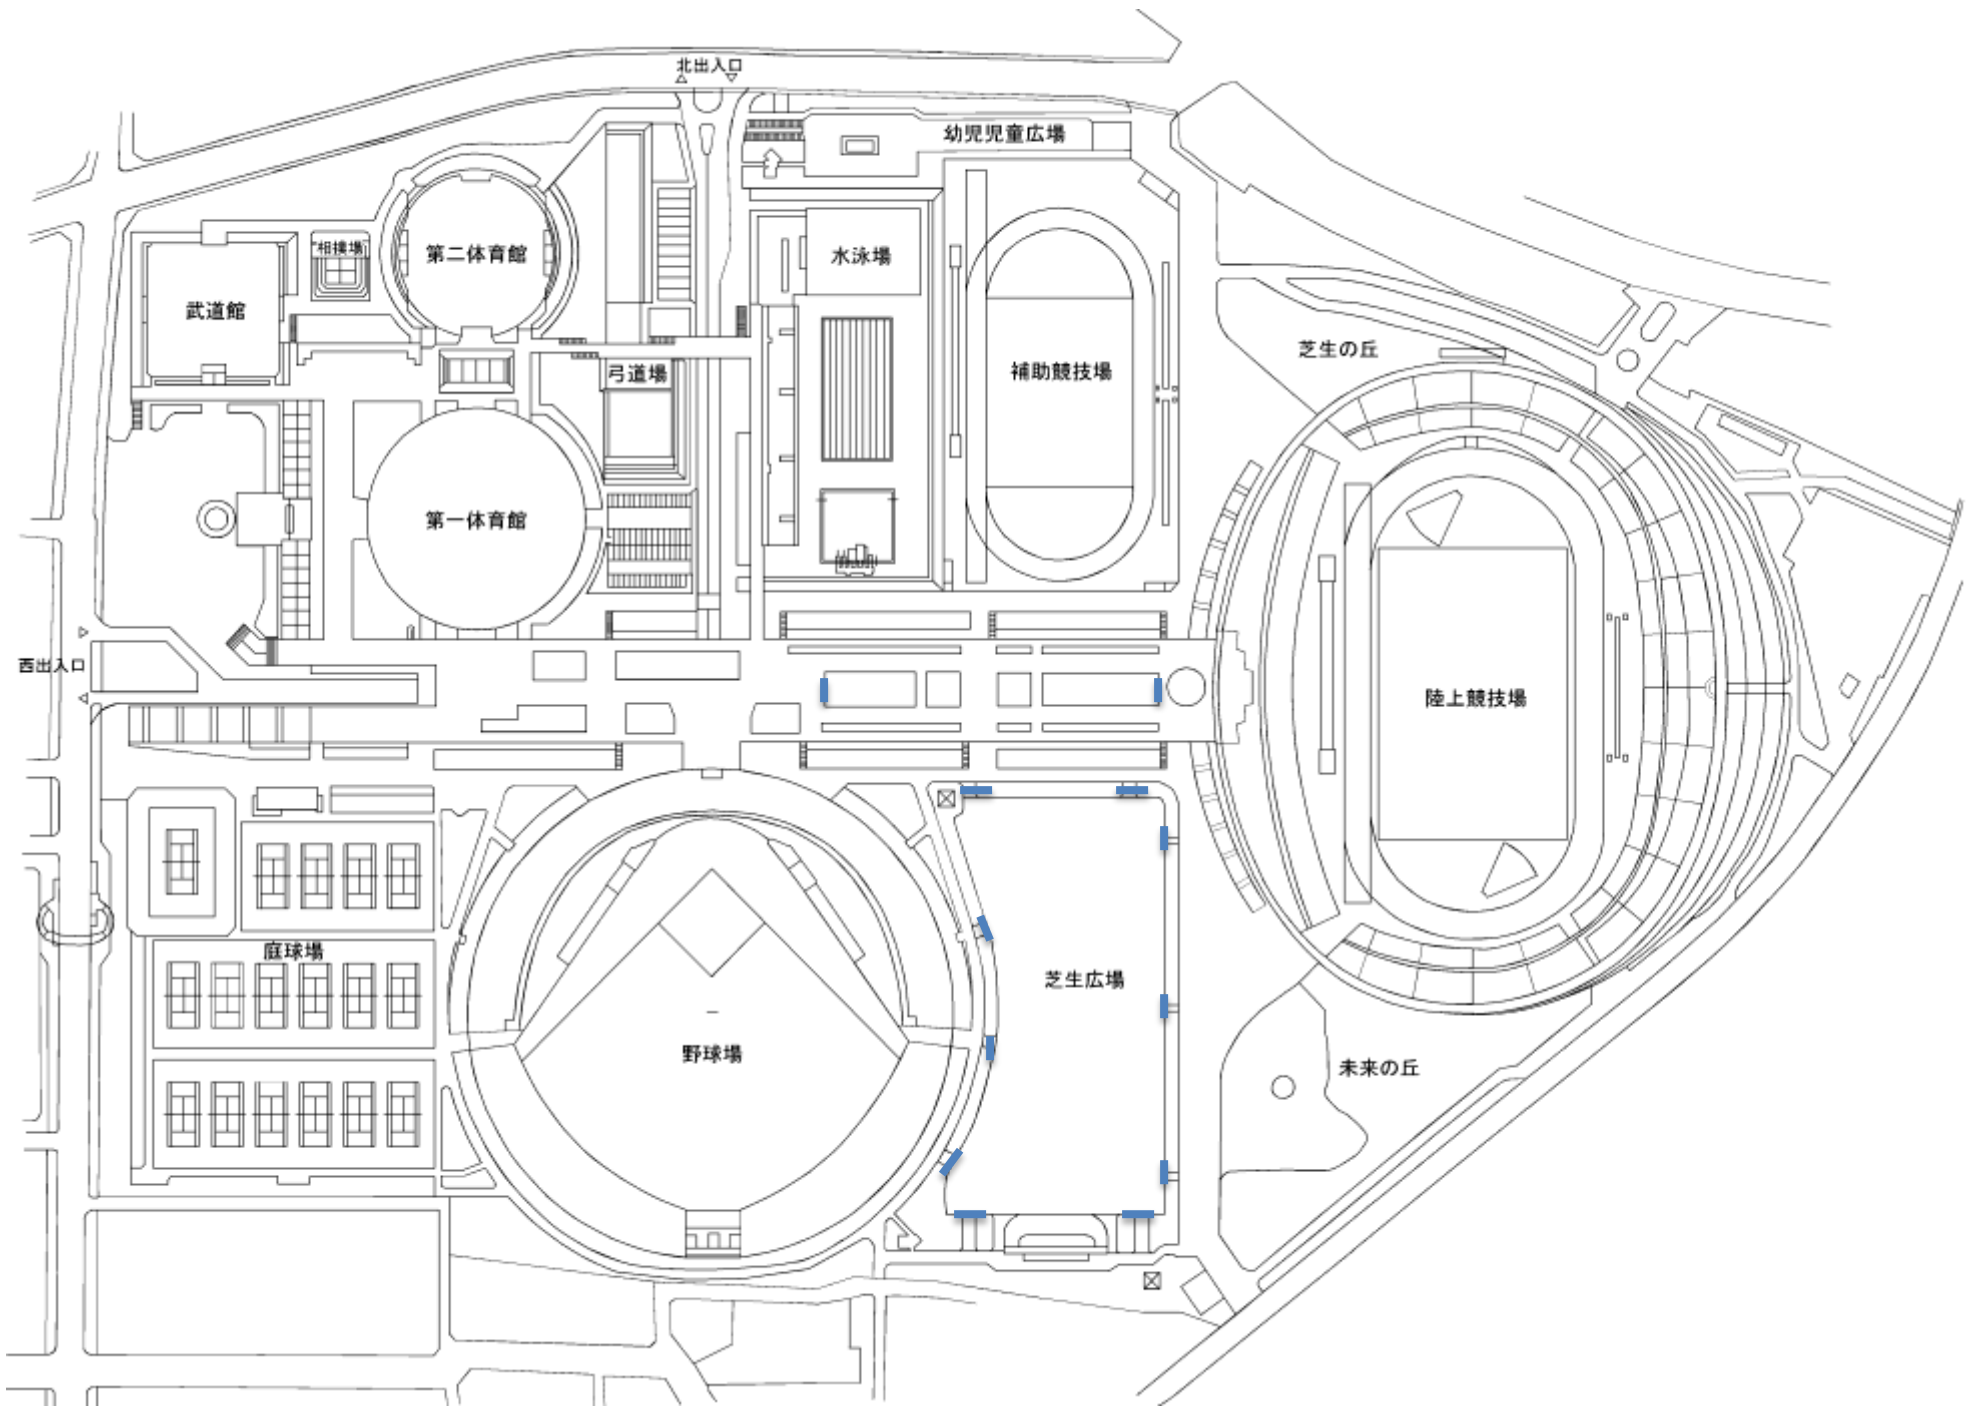 北出入口
幼児児童広場
相撲場
第二体育館
水泳場
武道館
芝生の丘
補助競技場
弓道場
第一体育館
西出入口
陸上競技場
庭球場
芝生広場
野球場
未来の丘